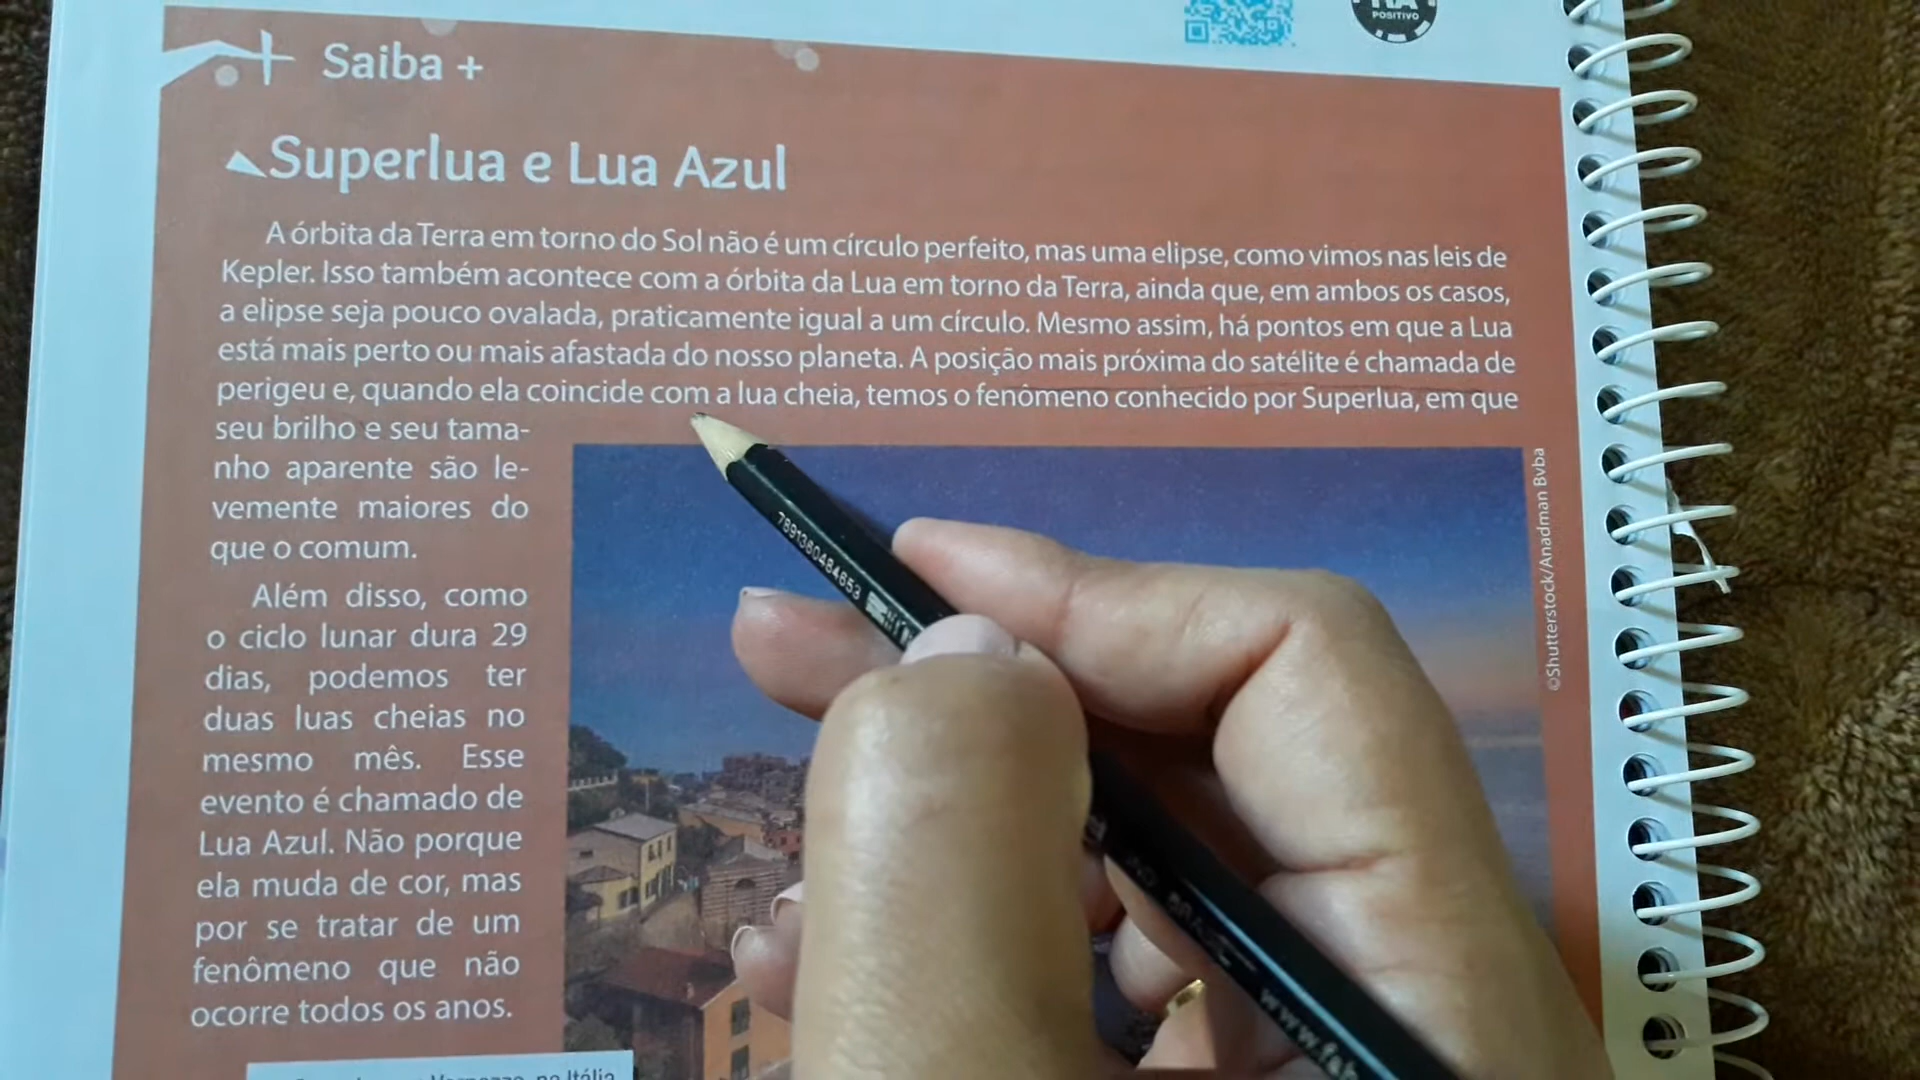 POSITIVO
Saiba +
Superlua e Lua Azul
A órbita da Terra em torno do Sol não é um círculo perfeito, mas uma elipse, como vimos nas leis de
Kepler. Isso também acontece com a órbita da Lua em torno da Terra, ainda que, em ambos os casos,
a elipse seja pouco ovalada, praticamente igual a um círculo. Mesmo assim, há pontos em que a Lua
está mais perto ou mais afastada do nosso planeta. A posição mais próxima do satélite é chamada de
perigeu e, quando ela coincide com a lua cheia, temos o fenômeno conhecido por Superlua, em que
seu brilho e seu tama-
nho aparente são le-
vemente maiores do
que o comum.
Além disso, como
o ciclo lunar dura 29
dias, podemos ter
duas luas cheias no
mesmo mês. Esse
evento é chamado de
Lua Azul. Não porque
ela muda de cor, mas
por se tratar de um
fenômeno que não
ocorre todos os anos.
©Shutterstock/Anadman Bvba
7891360484653
na Itália